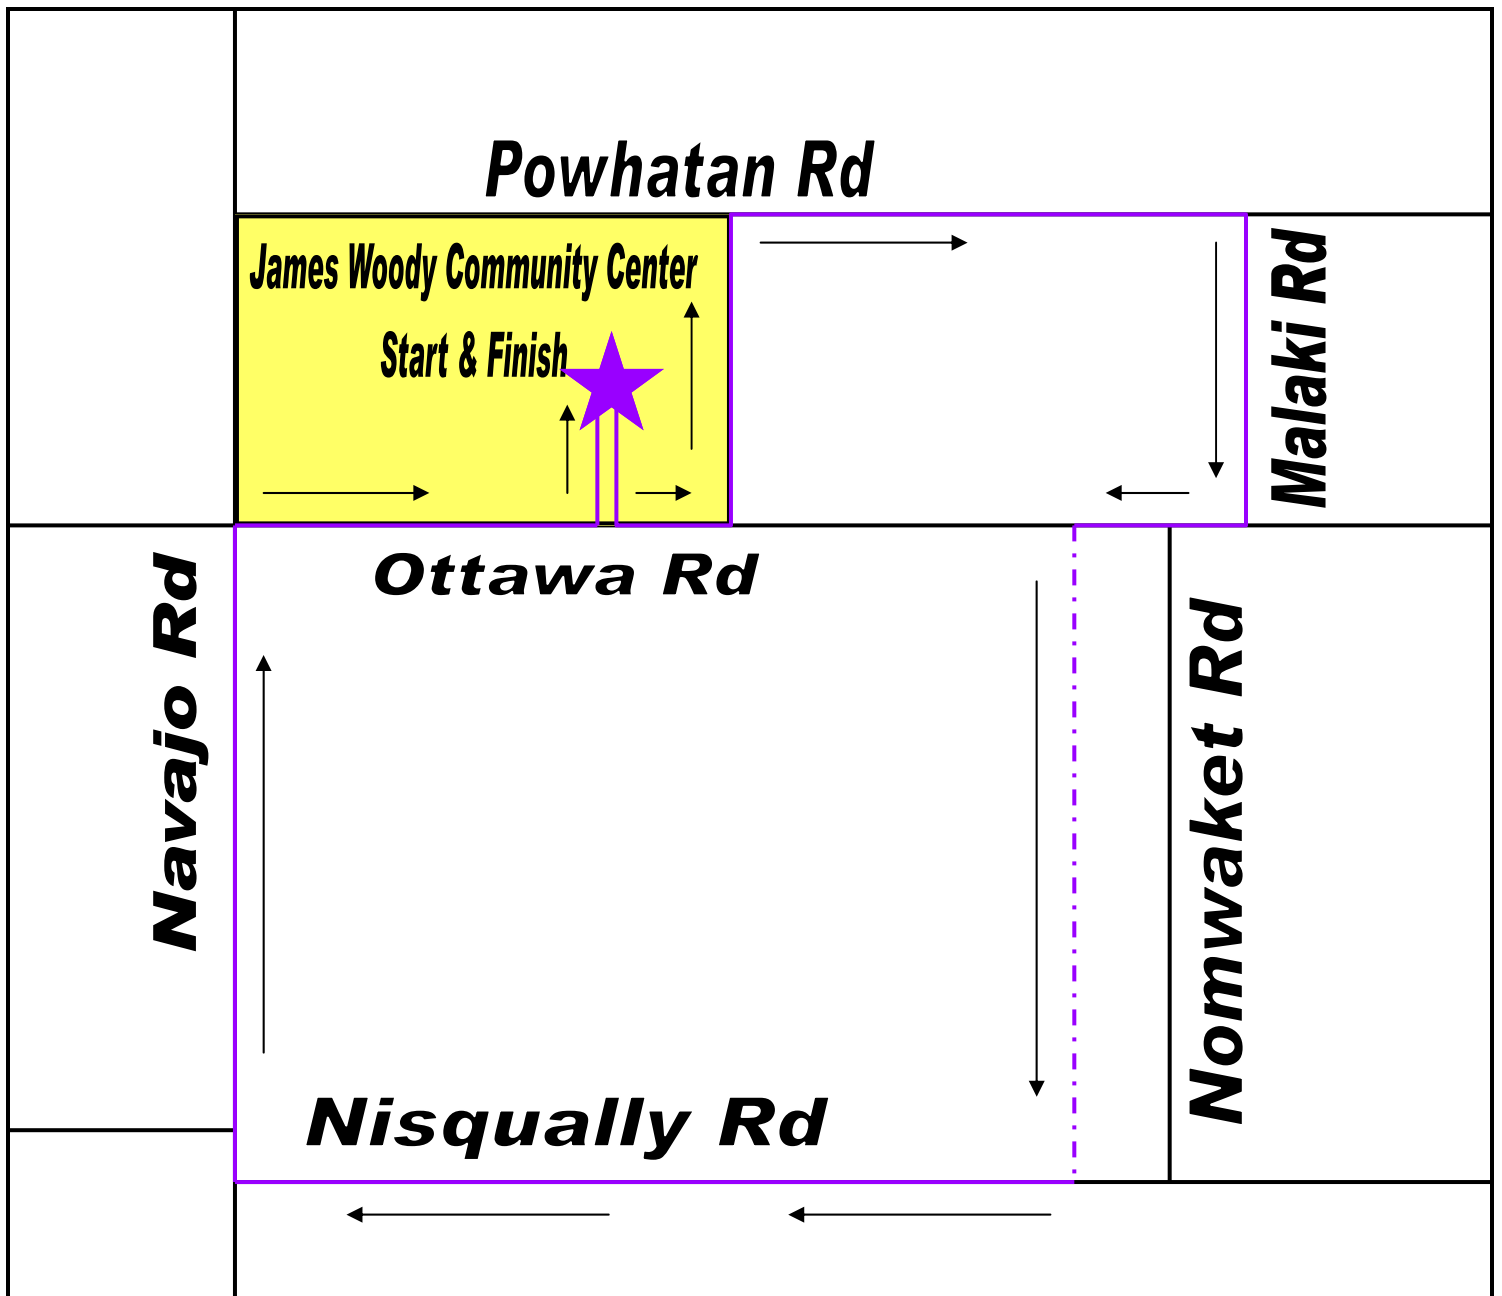 Powhatan Rd
James Woody Community Center
Start & Finish
Malaki Rd
Ottawa Rd
Navajo Rd
Nomwaket Rd
Nisqually Rd